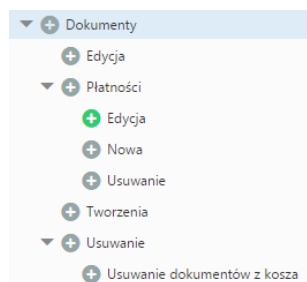 Dokumenty
Edycja
Płatności
Edycja
Nowa
Usuwanie
Tworzenia
Usuwanie
Usuwanie dokumentów z kosza